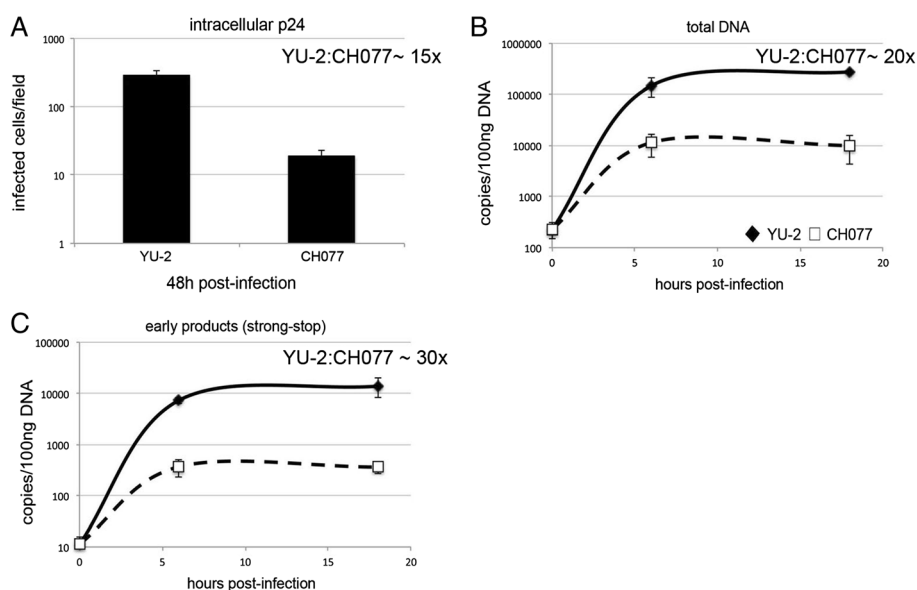 A
intracellular p24
YU-2:CH077~ 15x
1000
100
10
1
infected cells/field
YU-2
CH077
48h post-infection
B
total DNA
YU-2:CH077~ 20x
1000000
100000
10000
1000
100
copies/100ng DNA
YU-2
CH077
0
5
10
15
20
hours post-infection
C
early products (strong-stop)
YU-2:CH077 ~ 30x
100000
10000
1000
100
10
copies/100ng DNA
0
5
10
15
20
hours post-infection